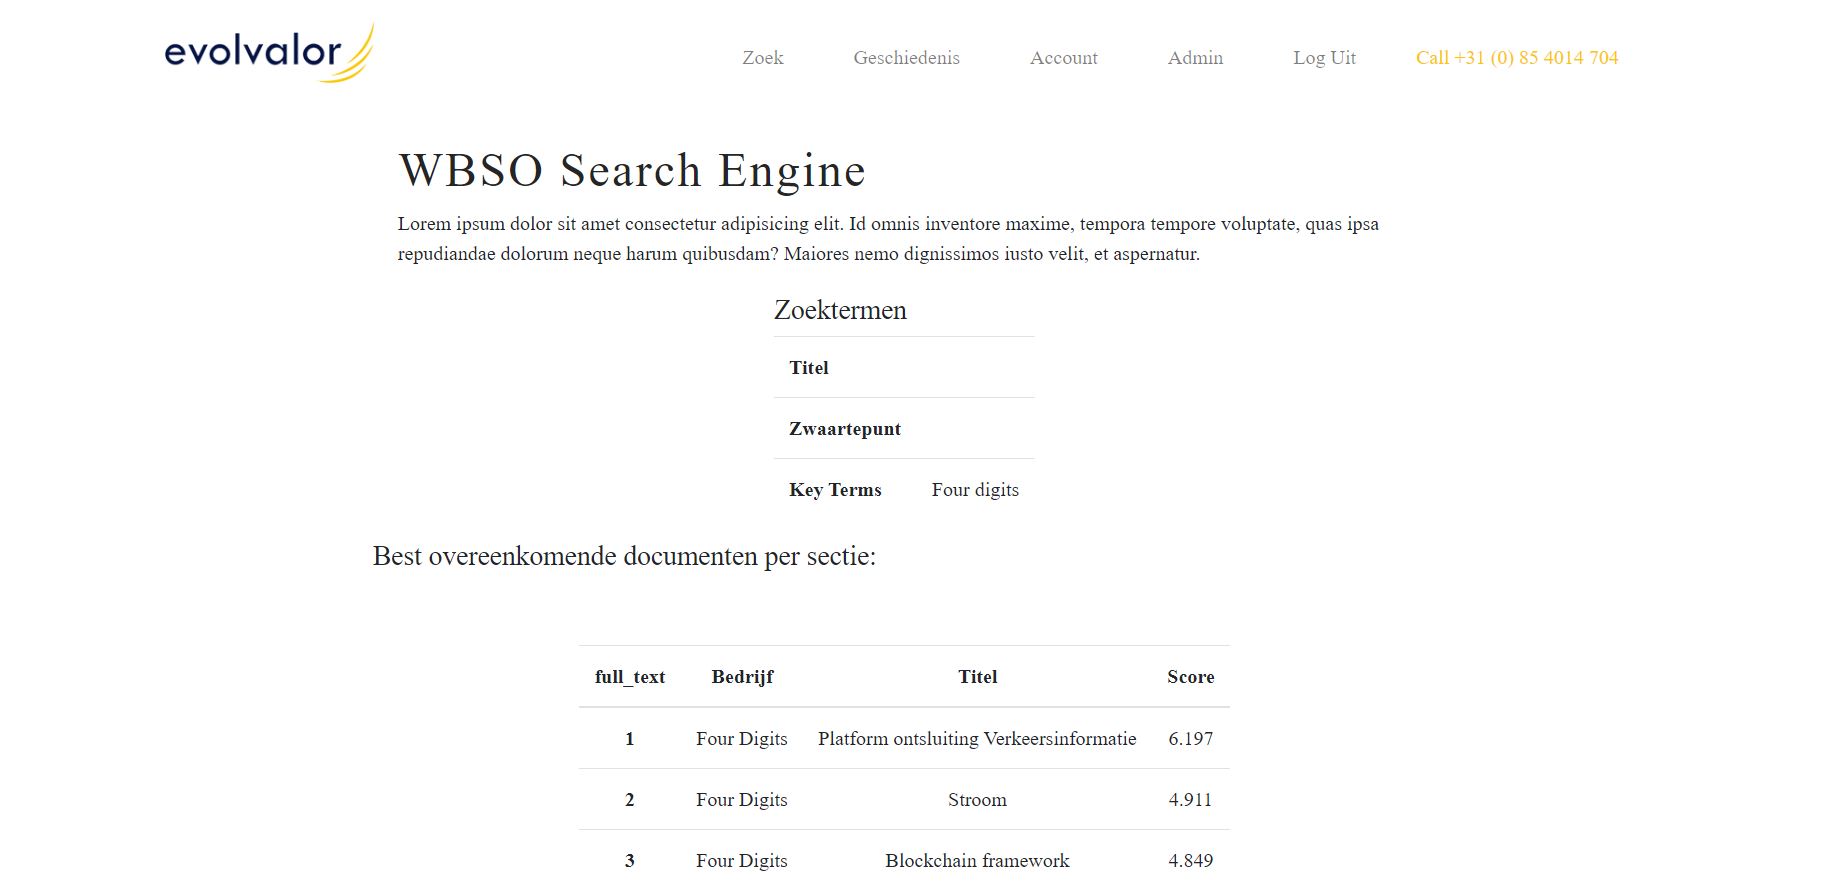 evolvalor
Zoek Geschiedenis Account Admin Log Uit Call +31 (0) 85 4014 704
WBSO Search Engine
Lorem ipsum dolor sit amet consectetur adipisicing elit. Id omnis inventore maxime, tempora tempore voluptate, quas ipsa
repudiandae dolorum neque harum quibusdam? Maiores nemo dignissimos iusto velit, et aspernatur.
Zoektermen
Titel
Zwaartepunt
Key Terms Four digits
Best overeenkomende documenten per sectie:
full_text Bedrijf Titel Score
1 Four Digits Platform ontsluiting Verkeersinformatie 6.197
2 Four Digits Stroom 4.911
3 Four Digits Blockchain framework 4.849